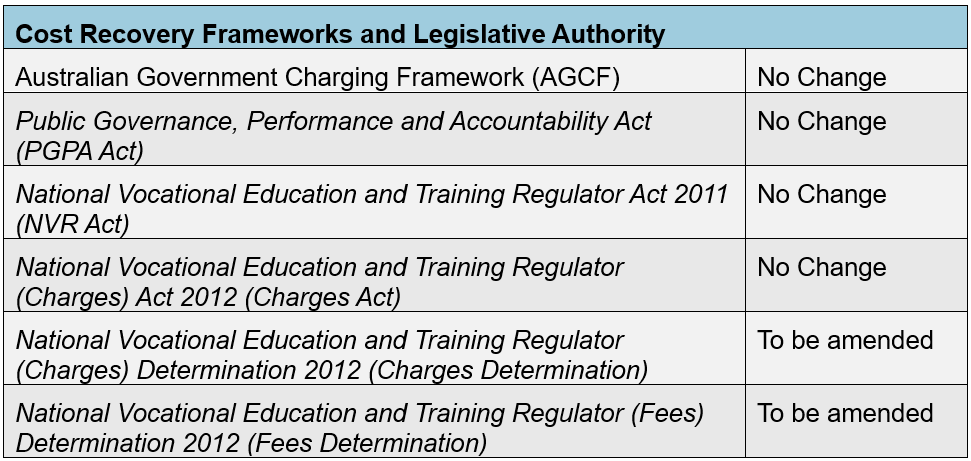 Cost Recovery Frameworks and Legislative Authority
Australian Government Charging Framework (AGCF)
No Change
Public Governance, Performance and Accountability Act
(PGPA Act)
No Change
National Vocational Education and Training Regulator Act 2011
(NVR Act)
No Change
National Vocational Education and Training Regulator
(Charges) Act 2012 (Charges Act)
No Change
National Vocational Education and Training Regulator
(Charges) Determination 2012 (Charges Determination)
To be amended
National Vocational Education and Training Regulator (Fees)
Determination 2012 (Fees Determination)
To be amended